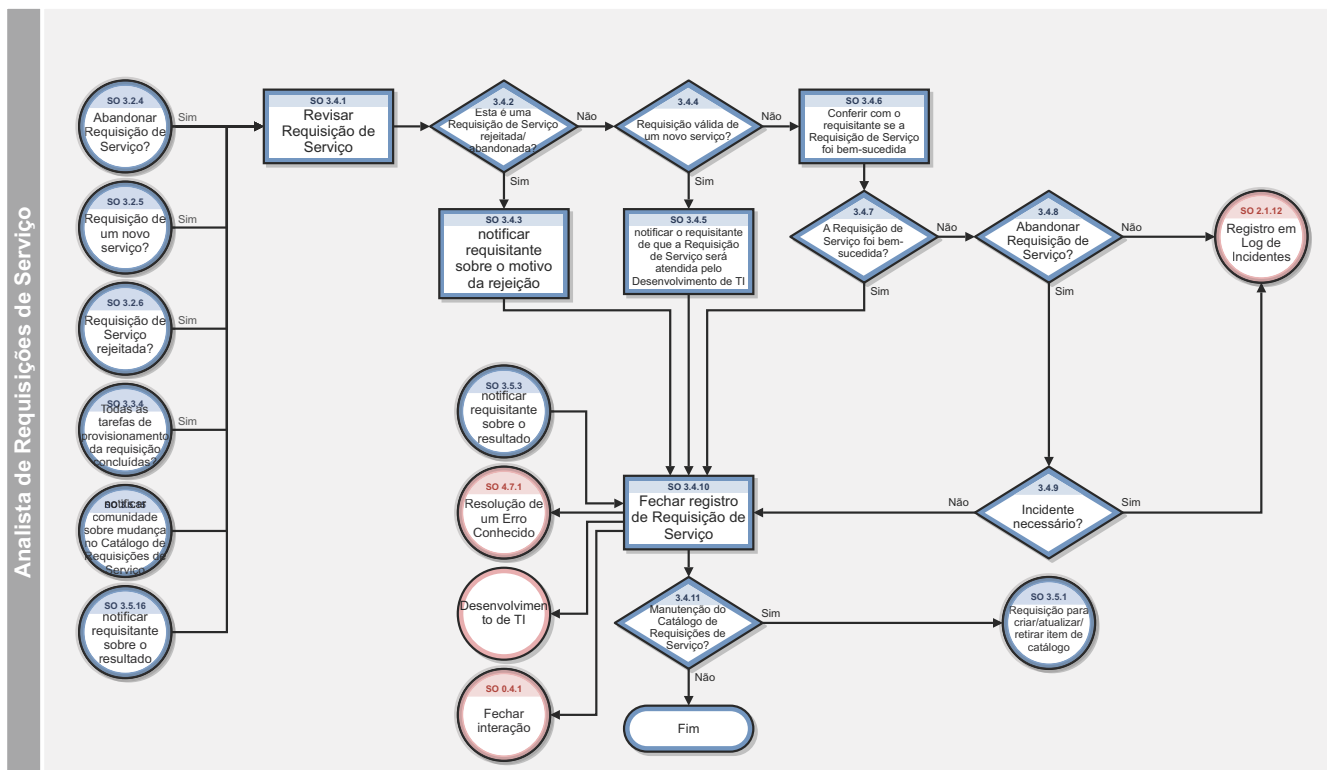 Analista de Requisições de Serviço
SO 3.2.4
Abandonar
Requisição de
Serviço?
Sim
SO 3.2.5
Requisição de
um novo
serviço?
Sim
SO 3.2.6
Requisição de
Serviço
rejeitada?
Sim
SO 3.3.4
Todas as
tarefas de
provisionamento
da requisição
concluídas?
Sim
notificar
comunidade
sobre mudança
no Catálogo de
Requisições de
Serviço
SO 3.5.16
notificar
requisitante
sobre o
resultado
SO 3.4.1
Revisar
Requisição de
Serviço
3.4.2
Esta é uma
Requisição de Serviço
rejeitada/
abandonada?
Não
Sim
SO 3.4.3
notificar
requisitante
sobre o motivo
da rejeição
3.4.4
Requisição válida de
um novo serviço?
Não
Sim
SO 3.4.5
notificar o requisitante
de que a Requisição
de Serviço será
atendida pelo
Desenvolvimento de TI
SO 3.4.6
Conferir com o
requisitante se a
Requisição de Serviço
foi bem-sucedida
3.4.7
A Requisição de
Serviço foi bem-
sucedida?
Não
Sim
3.4.8
Abandonar
Requisição de
Serviço?
Não
Sim
SO 2.1.12
Registro em
Log de
Incidentes
SO 3.5.3
notificar
requisitante
sobre o
resultado
SO 4.7.1
Resolução de
um Erro
Conhecido
Desenvolvimen
to de TI
SO 0.4.1
Fechar
interação
SO 3.4.10
Fechar registro
de Requisição de
Serviço
Não
3.4.9
Incidente
necessário?
Sim
3.4.11
Manutenção do
Catálogo de
Requisições de
Serviço?
Sim
Não
SO 3.5.1
Requisição para
criar/atualizar/
retirar item de
catálogo
Fim